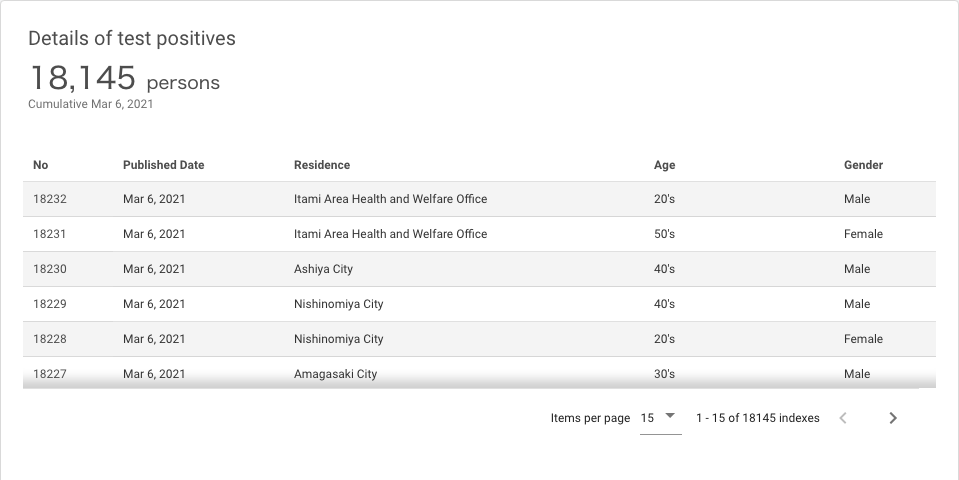 Details of test positives
18,145 persons
Cumulative Mar 6, 2021
No Published Date Residence Age Gender
18232 Mar 6, 2021 Itami Area Health and Welfare Office 20's Male
18231 Mar 6, 2021 Itami Area Health and Welfare Office 50's Female
18230 Mar 6, 2021 Ashiya City 40's Male
18229 Mar 6, 2021 Nishinomiya City 40's Male
18228 Mar 6, 2021 Nishinomiya City 20's Female
18227 Mar 6, 2021 Amagasaki City 30's Male
Items per page 15 1 - 15 of 18145 indexes